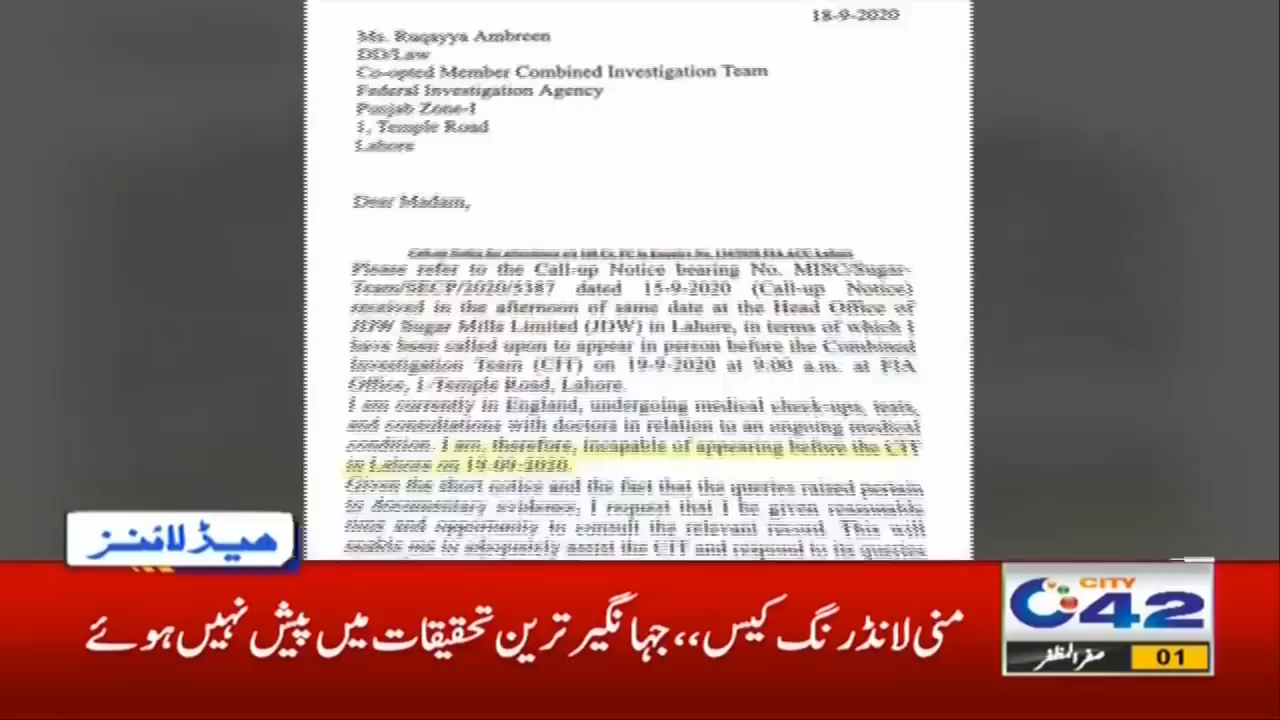 18-9-2020
Ms. Ruqayya Ambreen
DD/Law
Co-opted Member Combined Investigation Team
Federal Investigation Agency
Punjab Zone-I
1, Temple Road
Lahore
Dear Madam,
Please refer to the Call-up Notice bearing No. MISC/Sugar-
Team/SECP/2020/5387 dated 15-9-2020 (Call-up Notice)
received in the afternoon of same date at the Head Office of
JDW Sugar Mills Limited (JDW) in Lahore, in terms of which I
have been called upon to appear in person before the Combined
Investigation Team (CIT) on 19-9-2020 at 9:00 a.m. at FIA
Office, 1-Temple Road, Lahore.
I am currently in England, undergoing medical check-ups, tests
and consultations with doctors in relation to an ongoing medical
condition. I am, therefore, incapable of appearing before the CIT
in Lahore on 19-09-2020.
Given the short notice and the fact that the queries raised pertain
to documentary evidence, I request that I be given reasonable
time and opportunity to consult the relevant record. This will
enable me to adequately assist the CIT and respond to its queries
ہیڈلائنز
منی لانڈرنگ کیس،، جہانگیر ترین تحقیقات میں پیش نہیں ہوئے
CITY
42
صفر المظفر
01